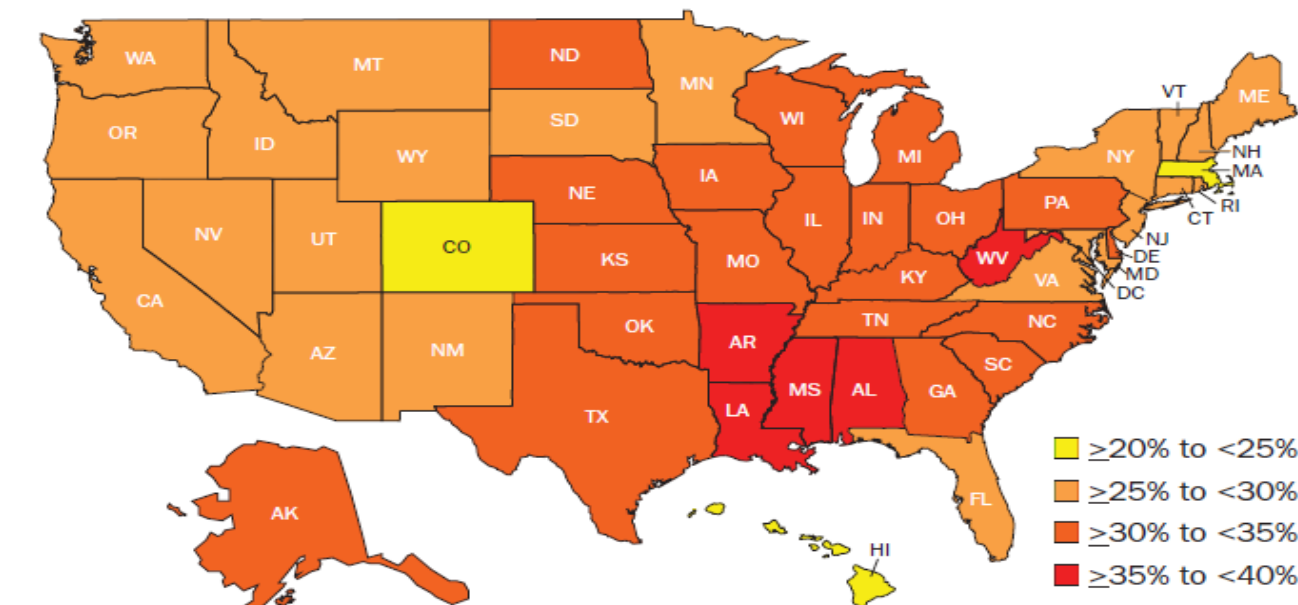 WA
MT
ND
MN
VT
ME
OR
ID
SD
WI
WY
MI
NY
NH
MA
NE
IA
PA
RI
CT
NV
UT
CO
IL
IN
OH
NJ
DE
KS
MO
WV
MD
KY
VA
DC
CA
OK
TN
NC
AZ
NM
AR
SC
MS
AL
GA
LA
TX
FL
AK
HI
≥20% to <25%
≥25% to <30%
≥30% to <35%
≥35% to <40%